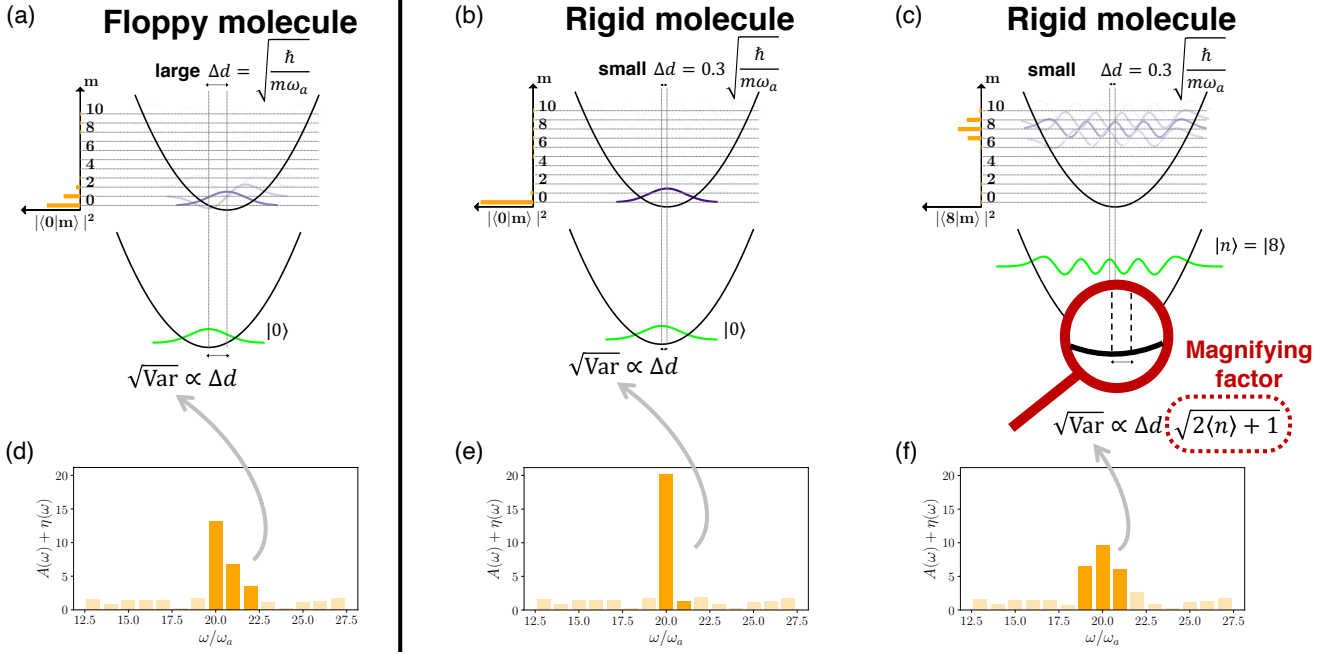 (a)
Floppy molecule
large Δd = √(ħ/(mω_a))
m
10
8
6
4
2
0
|⟨0|m⟩|²
|0⟩
√Var ∝ Δd
(b)
Rigid molecule
small Δd = 0.3 √(ħ/(mω_a))
m
10
8
6
4
2
0
|⟨0|m⟩|²
|0⟩
√Var ∝ Δd
(c)
Rigid molecule
small Δd = 0.3 √(ħ/(mω_a))
m
10
8
6
4
2
0
|⟨8|m⟩|²
|n⟩ = |8⟩
Magnifying
factor
√Var ∝ Δd √(2⟨n⟩ + 1)
(d)
A(ω) + η(ω)
20
15
10
5
0
12.5 15.0 17.5 20.0 22.5 25.0 27.5
ω/ω_a
(e)
A(ω) + η(ω)
20
15
10
5
0
12.5 15.0 17.5 20.0 22.5 25.0 27.5
ω/ω_a
(f)
A(ω) + η(ω)
20
15
10
5
0
12.5 15.0 17.5 20.0 22.5 25.0 27.5
ω/ω_a